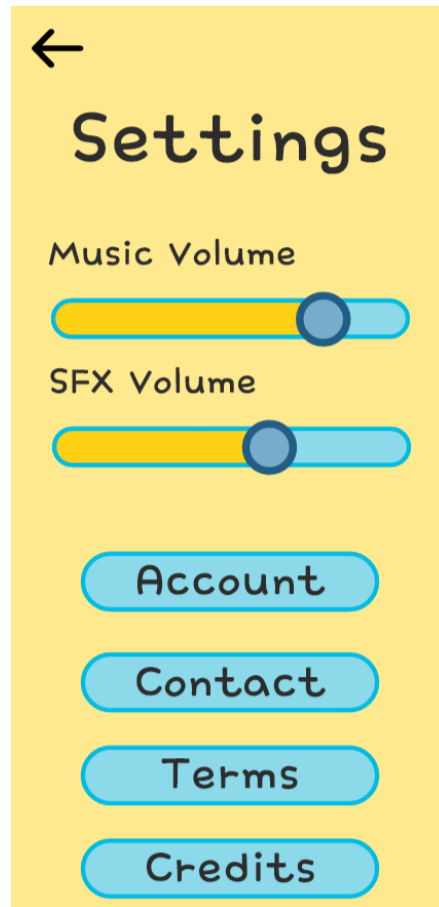 Settings
Music Volume
SFX Volume
Account
Contact
Terms
Credits